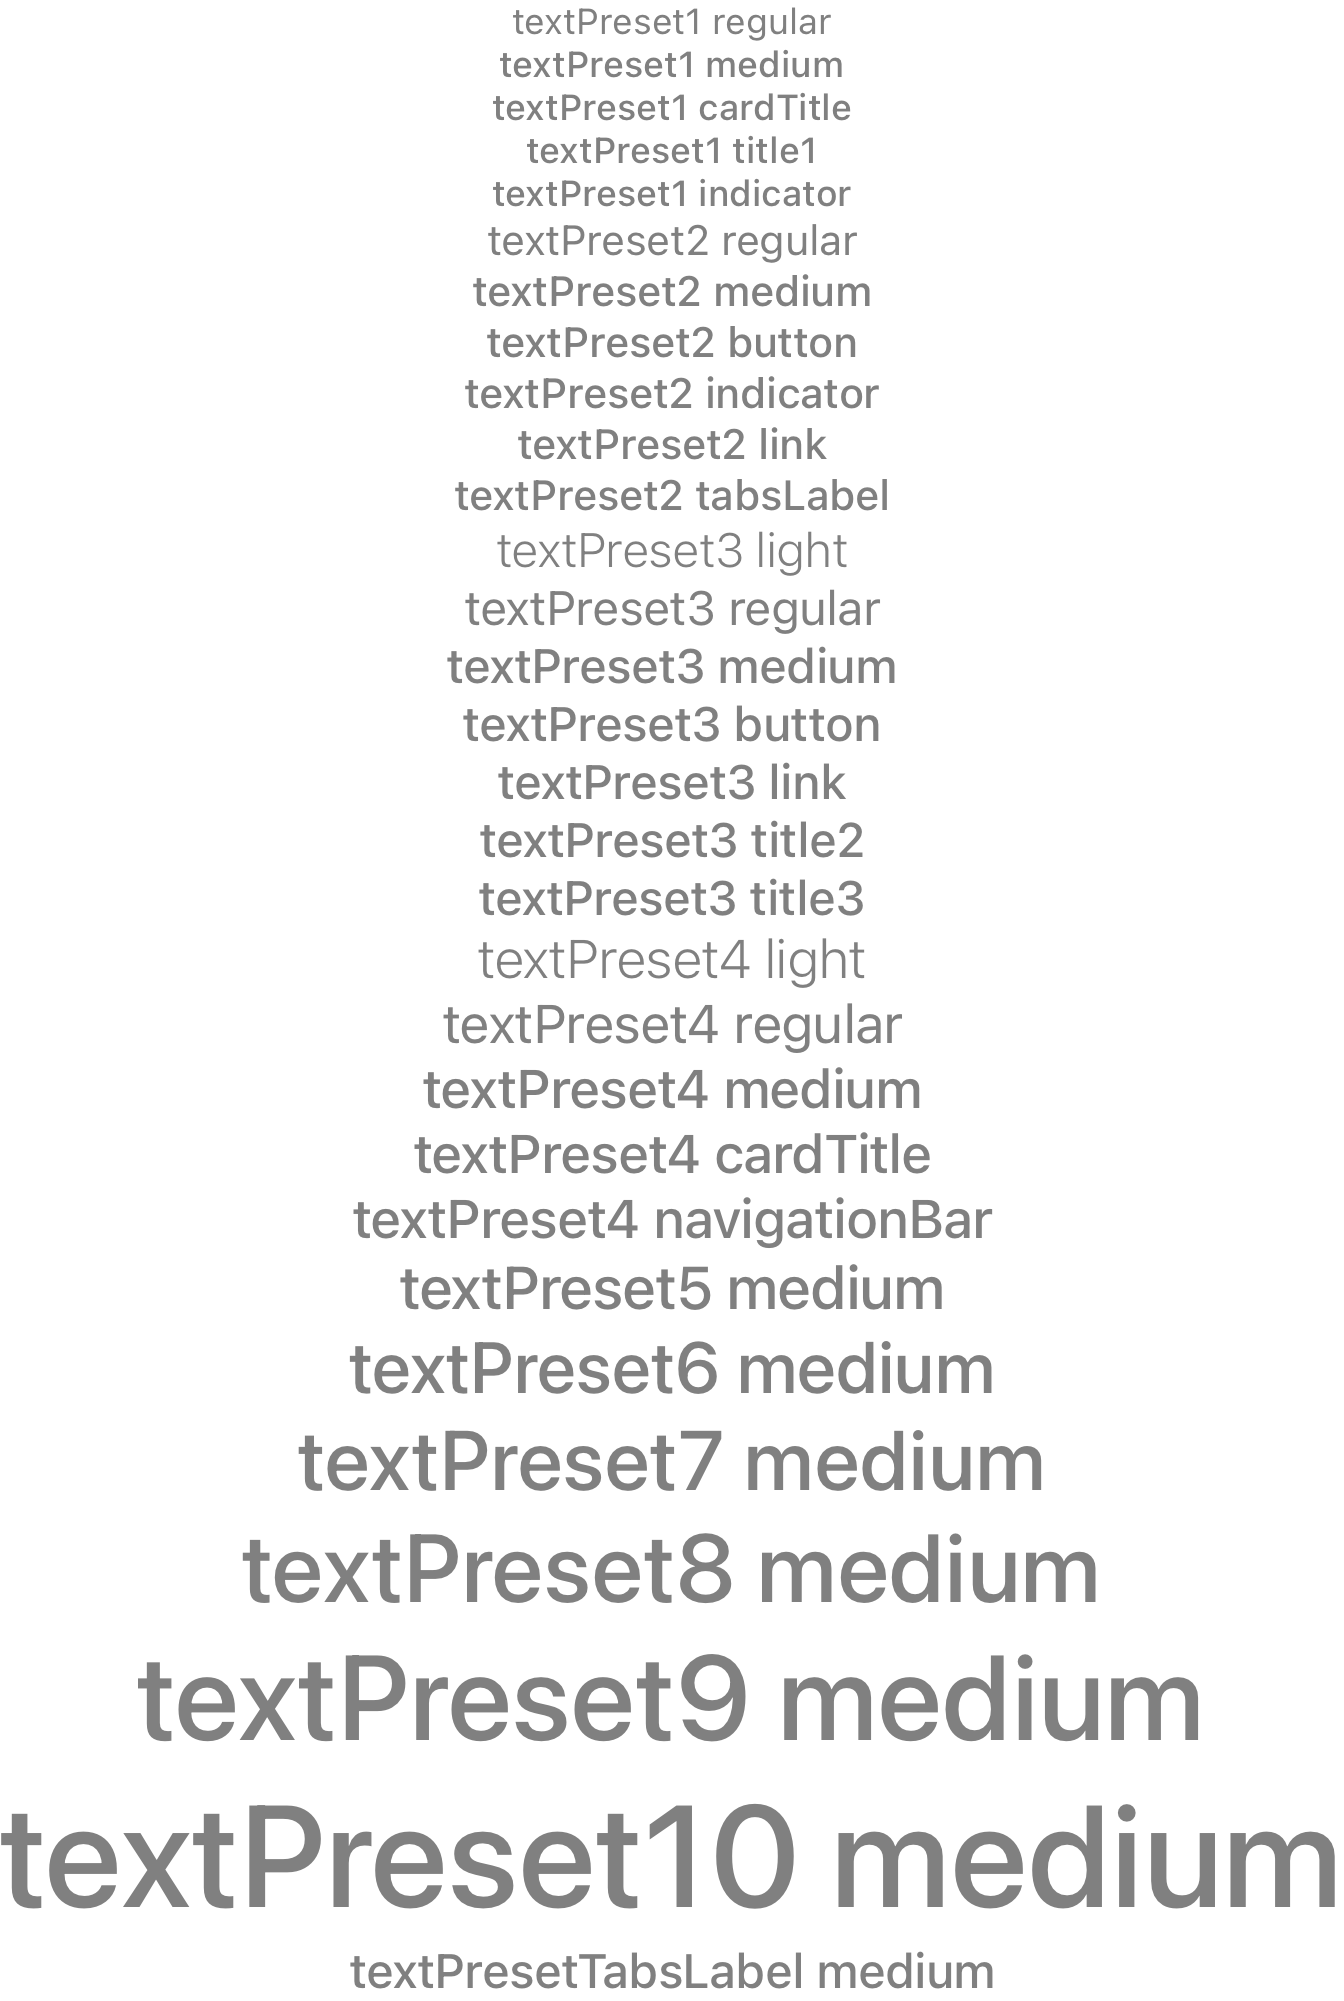 textPreset1 regular
textPreset1 medium
textPreset1 cardTitle
textPreset1 title1
textPreset1 indicator
textPreset2 regular
textPreset2 medium
textPreset2 button
textPreset2 indicator
textPreset2 link
textPreset2 tabsLabel
textPreset3 light
textPreset3 regular
textPreset3 medium
textPreset3 button
textPreset3 link
textPreset3 title2
textPreset3 title3
textPreset4 light
textPreset4 regular
textPreset4 medium
textPreset4 cardTitle
textPreset4 navigationBar
textPreset5 medium
textPreset6 medium
textPreset7 medium
textPreset8 medium
textPreset9 medium
textPreset10 medium
textPresetTabsLabel medium